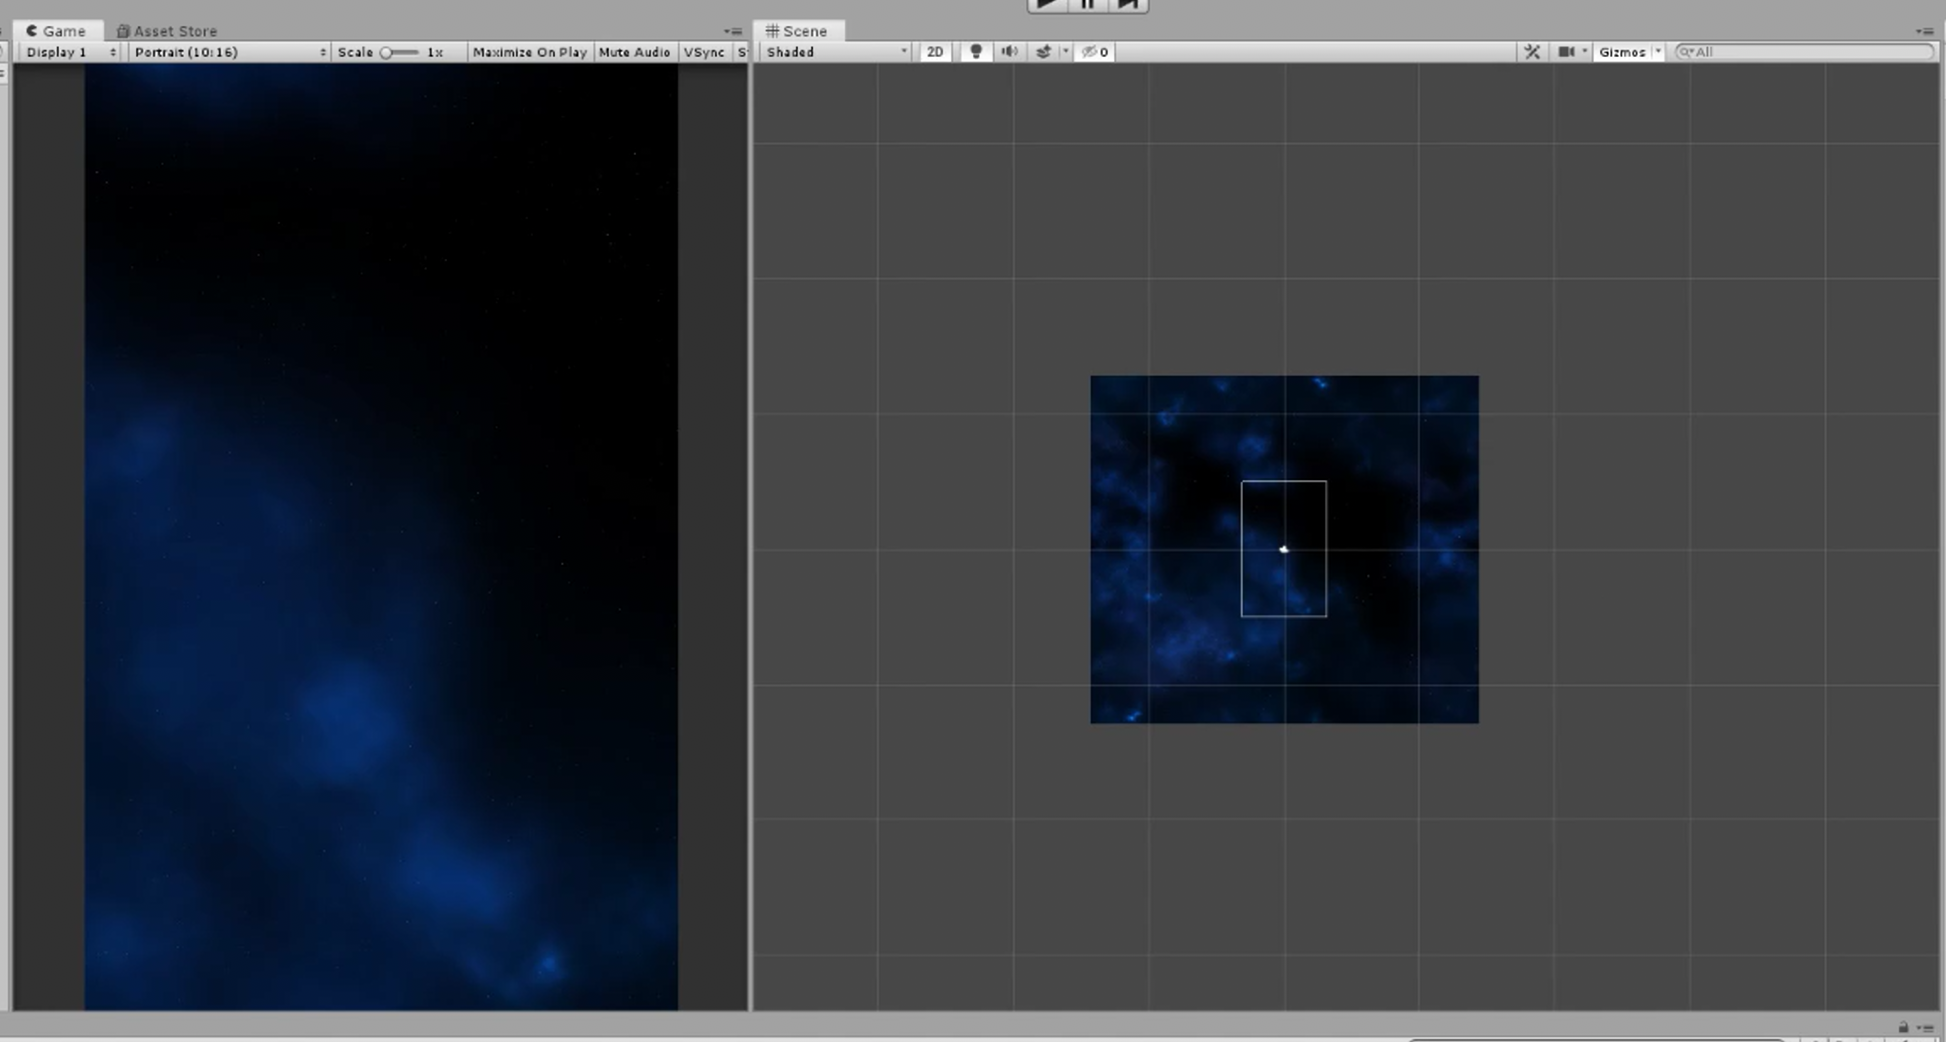 Game Asset Store
Display 1 Portrait (10:16) Scale 1x Maximize On Play Mute Audio VSync S
Scene
Shaded 2D 0 Gizmos All